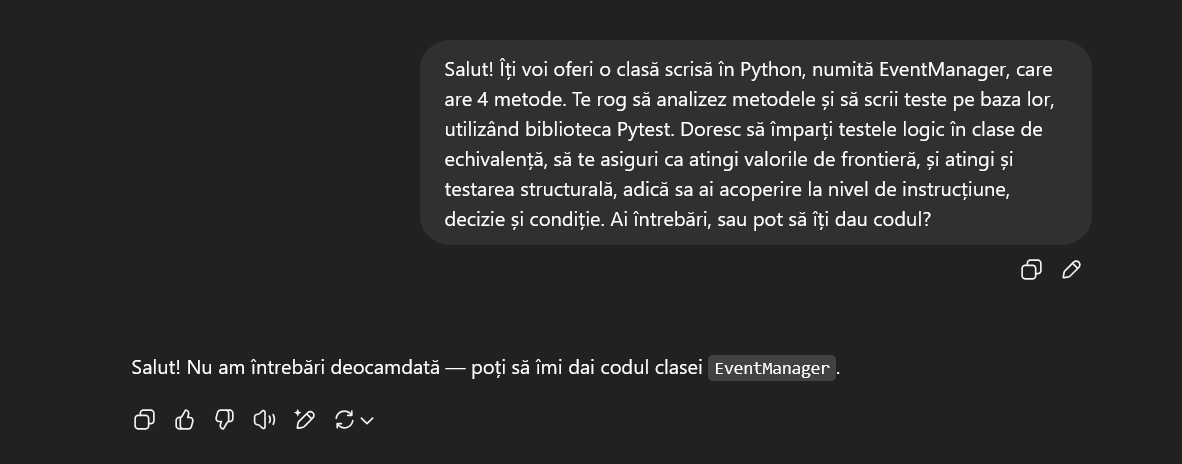 Salut! Îți voi oferi o clasă scrisă în Python, numită EventManager, care
are 4 metode. Te rog să analizez metodele și să scrii teste pe baza lor,
utilizând biblioteca Pytest. Doresc să împarți testele logic în clase de
echivalență, să te asiguri ca atingi valorile de frontieră, și atingi și
testarea structurală, adică sa ai acoperire la nivel de instrucțiune,
decizie și condiție. Ai întrebări, sau pot să îți dau codul?
Salut! Nu am întrebări deocamdată — poți să îmi dai codul clasei EventManager.